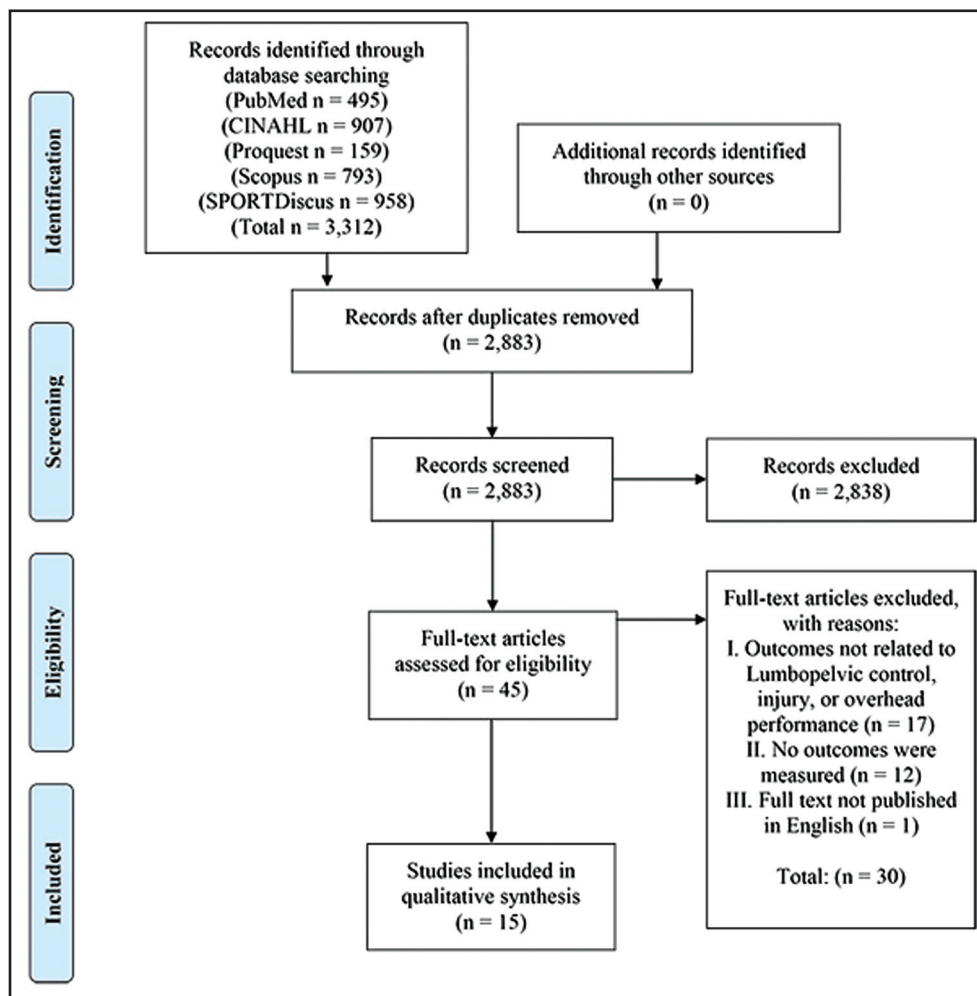 Identification
Records identified through
database searching
(PubMed n = 495)
(CINAHL n = 907)
(Proquest n = 159)
(Scopus n = 793)
(SPORTDiscus n = 958)
(Total n = 3,312)
Additional records identified
through other sources
(n = 0)
Records after duplicates removed
(n = 2,883)
Screening
Records screened
(n = 2,883)
Records excluded
(n = 2,838)
Eligibility
Full-text articles
assessed for eligibility
(n = 45)
Full-text articles excluded,
with reasons:
I. Outcomes not related to
Lumbopelvic control,
injury, or overhead
performance (n = 17)
II. No outcomes were
measured (n = 12)
III. Full text not published
in English (n = 1)
Total: (n = 30)
Included
Studies included in
qualitative synthesis
(n = 15)